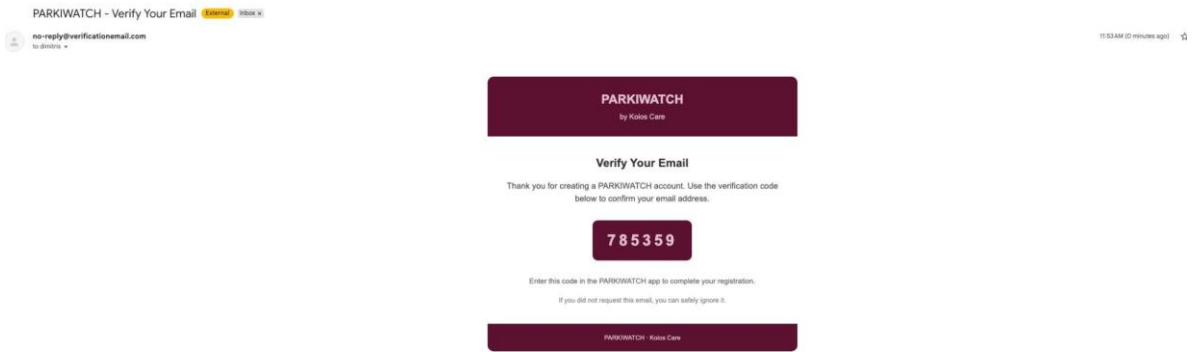 PARKIWATCH - Verify Your Email External Inbox x
no-reply@verificationemail.com 11:53 AM (0 minutes ago)
to dimitris
PARKIWATCH
by Koios Care
Verify Your Email
Thank you for creating a PARKIWATCH account. Use the verification code
below to confirm your email address.
785359
Enter this code in the PARKIWATCH app to complete your registration.
If you did not request this email, you can safely ignore it.
PARKIWATCH · Koios Care